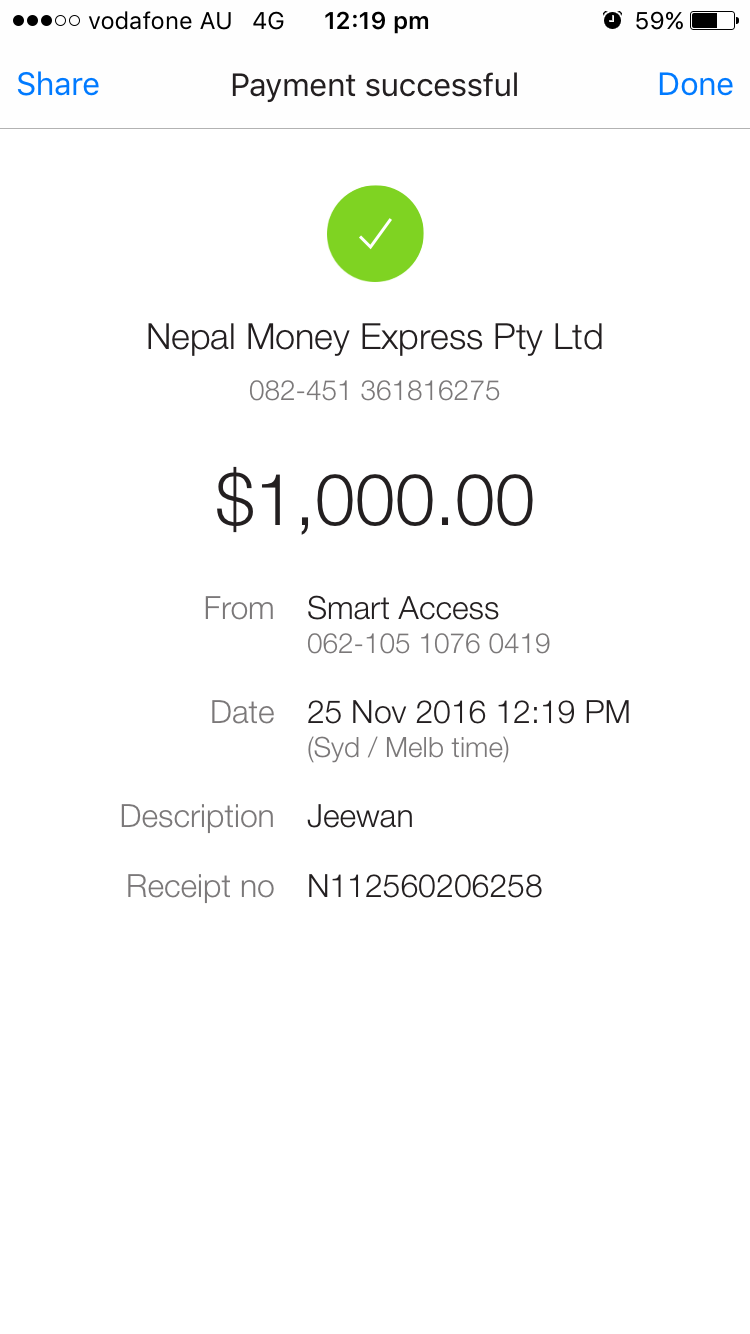 vodafone AU 4G 12:19 pm 59%
Share Payment successful Done
Nepal Money Express Pty Ltd
082-451 361816275
$1,000.00
From Smart Access
062-105 1076 0419
Date 25 Nov 2016 12:19 PM
(Syd / Melb time)
Description Jeewan
Receipt no N112560206258